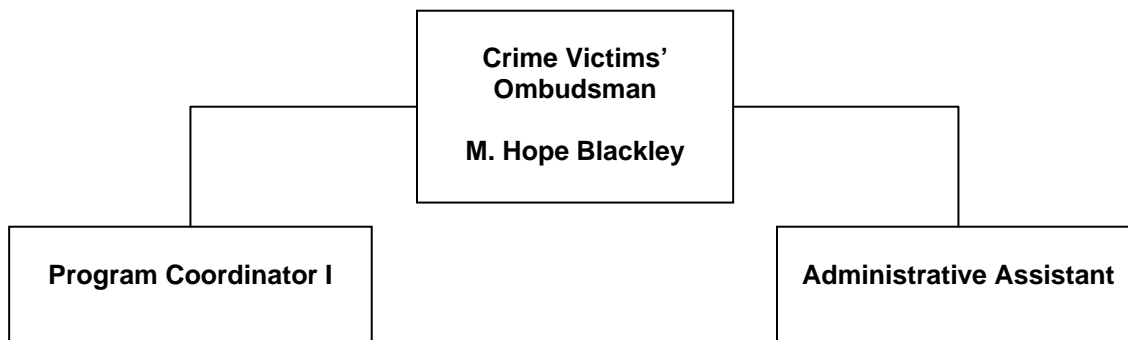 Crime Victims’
Ombudsman
M. Hope Blackley
Program Coordinator I
Administrative Assistant